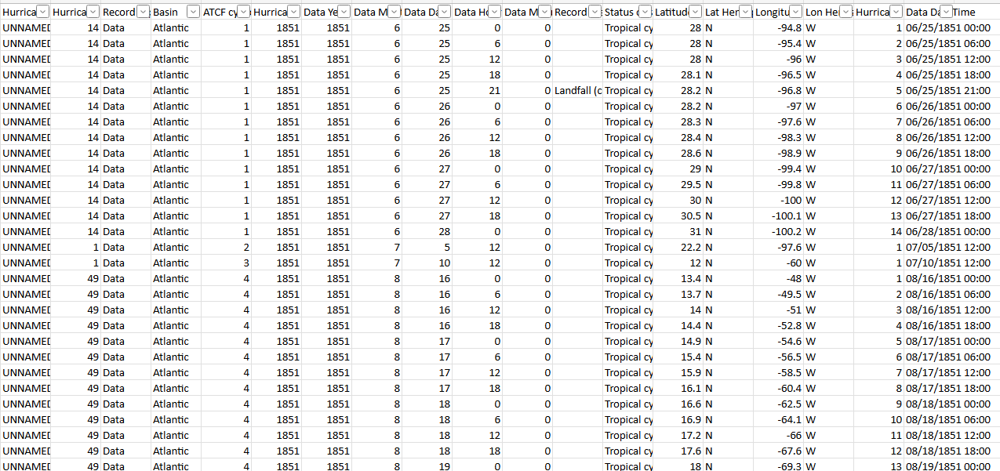 Hurrica Hurrica Record Basin ATCF cy Hurrica Data Ye Data M Data Da Data Ho Data M Record Status Latitud Lat Hem Longitu Lon He Hurrica Data Da Time
UNNAMED 14 Data Atlantic 1 1851 1851 6 25 0 0 Tropical cy 28 N -94.8 W 1 06/25/1851 00:00
UNNAMED 14 Data Atlantic 1 1851 1851 6 25 6 0 Tropical cy 28 N -95.4 W 2 06/25/1851 06:00
UNNAMED 14 Data Atlantic 1 1851 1851 6 25 12 0 Tropical cy 28 N -96 W 3 06/25/1851 12:00
UNNAMED 14 Data Atlantic 1 1851 1851 6 25 18 0 Tropical cy 28.1 N -96.5 W 4 06/25/1851 18:00
UNNAMED 14 Data Atlantic 1 1851 1851 6 25 21 0 Landfall (c Tropical cy 28.2 N -96.8 W 5 06/25/1851 21:00
UNNAMED 14 Data Atlantic 1 1851 1851 6 26 0 0 Tropical cy 28.2 N -97 W 6 06/26/1851 00:00
UNNAMED 14 Data Atlantic 1 1851 1851 6 26 6 0 Tropical cy 28.3 N -97.6 W 7 06/26/1851 06:00
UNNAMED 14 Data Atlantic 1 1851 1851 6 26 12 0 Tropical cy 28.4 N -98.3 W 8 06/26/1851 12:00
UNNAMED 14 Data Atlantic 1 1851 1851 6 26 18 0 Tropical cy 28.6 N -98.9 W 9 06/26/1851 18:00
UNNAMED 14 Data Atlantic 1 1851 1851 6 27 0 0 Tropical cy 29 N -99.4 W 10 06/27/1851 00:00
UNNAMED 14 Data Atlantic 1 1851 1851 6 27 6 0 Tropical cy 29.5 N -99.8 W 11 06/27/1851 06:00
UNNAMED 14 Data Atlantic 1 1851 1851 6 27 12 0 Tropical cy 30 N -100 W 12 06/27/1851 12:00
UNNAMED 14 Data Atlantic 1 1851 1851 6 27 18 0 Tropical cy 30.5 N -100.1 W 13 06/27/1851 18:00
UNNAMED 14 Data Atlantic 1 1851 1851 6 28 0 0 Tropical cy 31 N -100.2 W 14 06/28/1851 00:00
UNNAMED 1 Data Atlantic 2 1851 1851 7 5 12 0 Tropical cy 22.2 N -97.6 W 1 07/05/1851 12:00
UNNAMED 1 Data Atlantic 3 1851 1851 7 10 12 0 Tropical cy 12 N -60 W 1 07/10/1851 12:00
UNNAMED 49 Data Atlantic 4 1851 1851 8 16 0 0 Tropical cy 13.4 N -48 W 1 08/16/1851 00:00
UNNAMED 49 Data Atlantic 4 1851 1851 8 16 6 0 Tropical cy 13.7 N -49.5 W 2 08/16/1851 06:00
UNNAMED 49 Data Atlantic 4 1851 1851 8 16 12 0 Tropical cy 14 N -51 W 3 08/16/1851 12:00
UNNAMED 49 Data Atlantic 4 1851 1851 8 16 18 0 Tropical cy 14.4 N -52.8 W 4 08/16/1851 18:00
UNNAMED 49 Data Atlantic 4 1851 1851 8 17 0 0 Tropical cy 14.9 N -54.6 W 5 08/17/1851 00:00
UNNAMED 49 Data Atlantic 4 1851 1851 8 17 6 0 Tropical cy 15.4 N -56.5 W 6 08/17/1851 06:00
UNNAMED 49 Data Atlantic 4 1851 1851 8 17 12 0 Tropical cy 15.9 N -58.5 W 7 08/17/1851 12:00
UNNAMED 49 Data Atlantic 4 1851 1851 8 17 18 0 Tropical cy 16.1 N -60.4 W 8 08/17/1851 18:00
UNNAMED 49 Data Atlantic 4 1851 1851 8 18 0 0 Tropical cy 16.6 N -62.5 W 9 08/18/1851 00:00
UNNAMED 49 Data Atlantic 4 1851 1851 8 18 6 0 Tropical cy 16.9 N -64.1 W 10 08/18/1851 06:00
UNNAMED 49 Data Atlantic 4 1851 1851 8 18 12 0 Tropical cy 17.2 N -66 W 11 08/18/1851 12:00
UNNAMED 49 Data Atlantic 4 1851 1851 8 18 18 0 Tropical cy 17.6 N -67.6 W 12 08/18/1851 18:00
UNNAMED 49 Data Atlantic 4 1851 1851 8 19 0 0 Tropical cy 18 N -69.3 W 13 08/19/1851 00:00